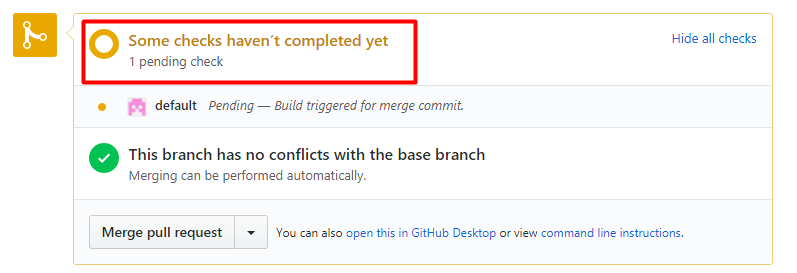 Some checks haven’t completed yet
Hide all checks
1 pending check
default Pending — Build triggered for merge commit.
This branch has no conflicts with the base branch
Merging can be performed automatically.
Merge pull request You can also open this in GitHub Desktop or view command line instructions.